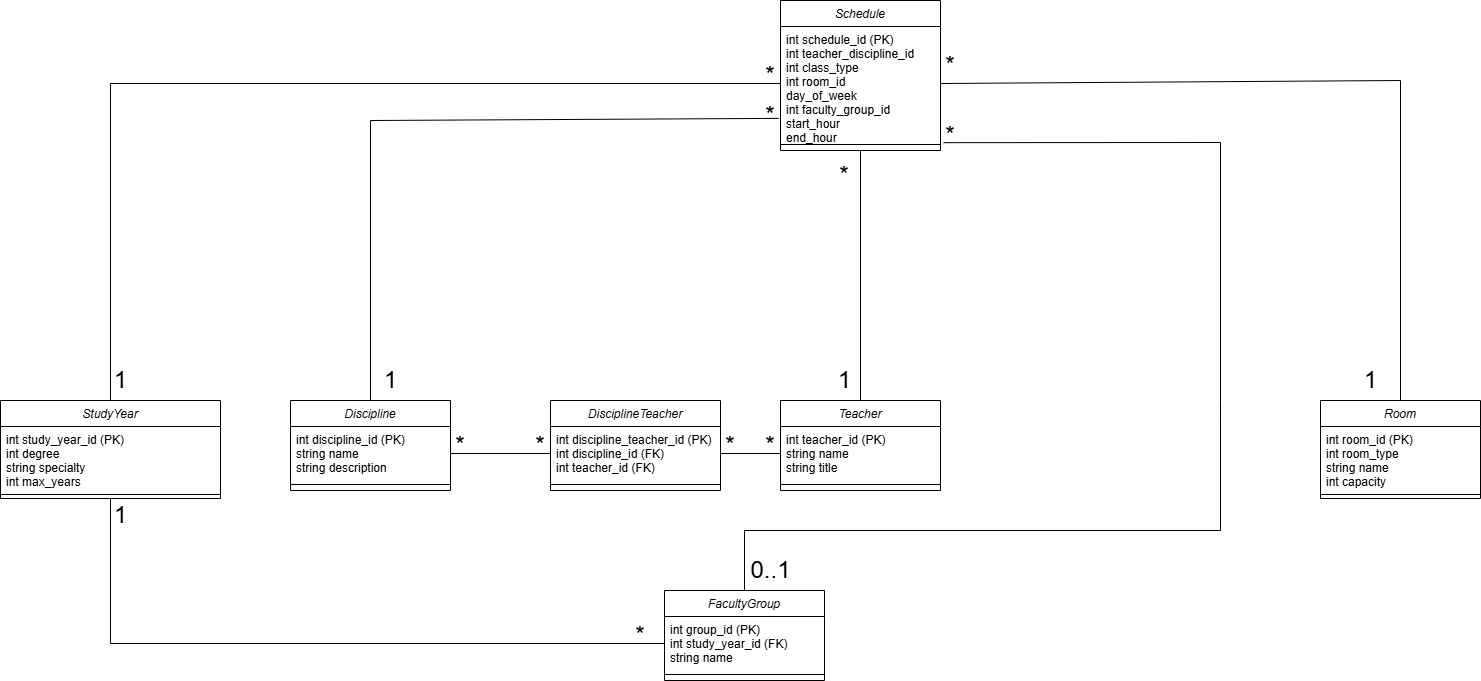 Schedule
int schedule_id (PK)
int teacher_discipline_id
int class_type
int room_id
day_of_week
int faculty_group_id
start_hour
end_hour
*
*
*
*
*
1
1
1
1
StudyYear
int study_year_id (PK)
int degree
string specialty
int max_years
Discipline
int discipline_id (PK)
string name
string description
*
*
DisciplineTeacher
int discipline_teacher_id (PK)
int discipline_id (FK)
int teacher_id (FK)
*
*
Teacher
int teacher_id (PK)
string name
string title
Room
int room_id (PK)
int room_type
string name
int capacity
1
0..1
*
FacultyGroup
int group_id (PK)
int study_year_id (FK)
string name